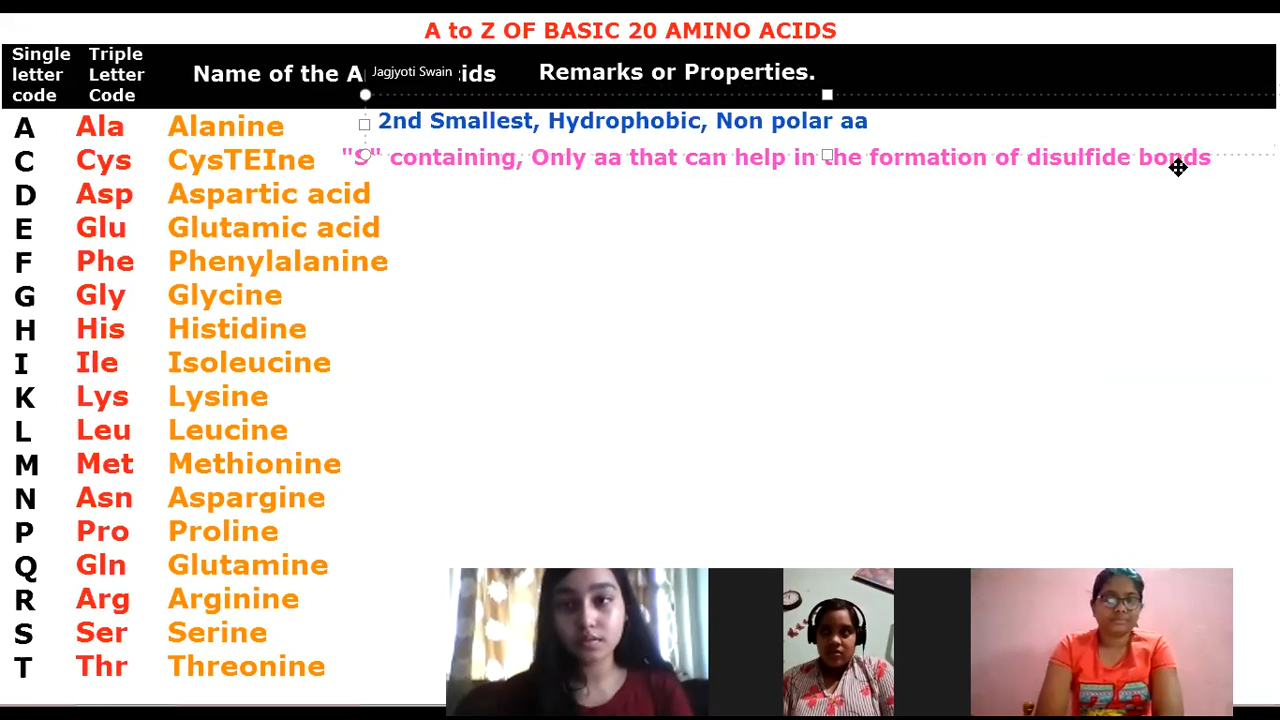 A to Z OF BASIC 20 AMINO ACIDS
Single letter code Triple Letter Code Name of the A ids Remarks or Properties.
Jagjyoti Swain
A Ala Alanine 2nd Smallest, Hydrophobic, Non polar aa
C Cys CysTEIne "S" containing, Only aa that can help in the formation of disulfide bonds
D Asp Aspartic acid
E Glu Glutamic acid
F Phe Phenylalanine
G Gly Glycine
H His Histidine
I Ile Isoleucine
K Lys Lysine
L Leu Leucine
M Met Methionine
N Asn Aspargine
P Pro Proline
Q Gln Glutamine
R Arg Arginine
S Ser Serine
T Thr Threonine